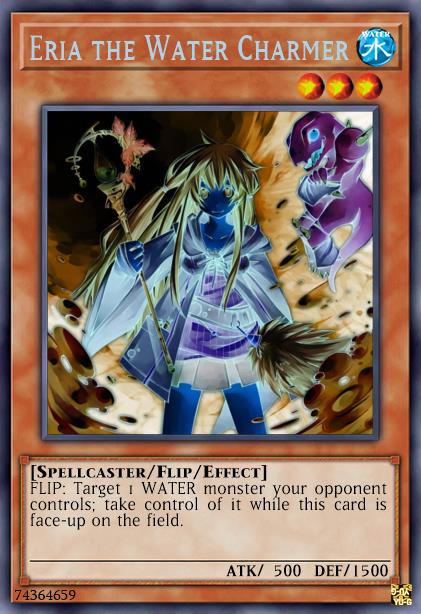 Eria the Water Charmer
WATER
水
[Spellcaster/Flip/Effect]
FLIP: Target 1 WATER monster your opponent
controls; take control of it while this card is
face-up on the field.
ATK/ 500 DEF/1500
74364659